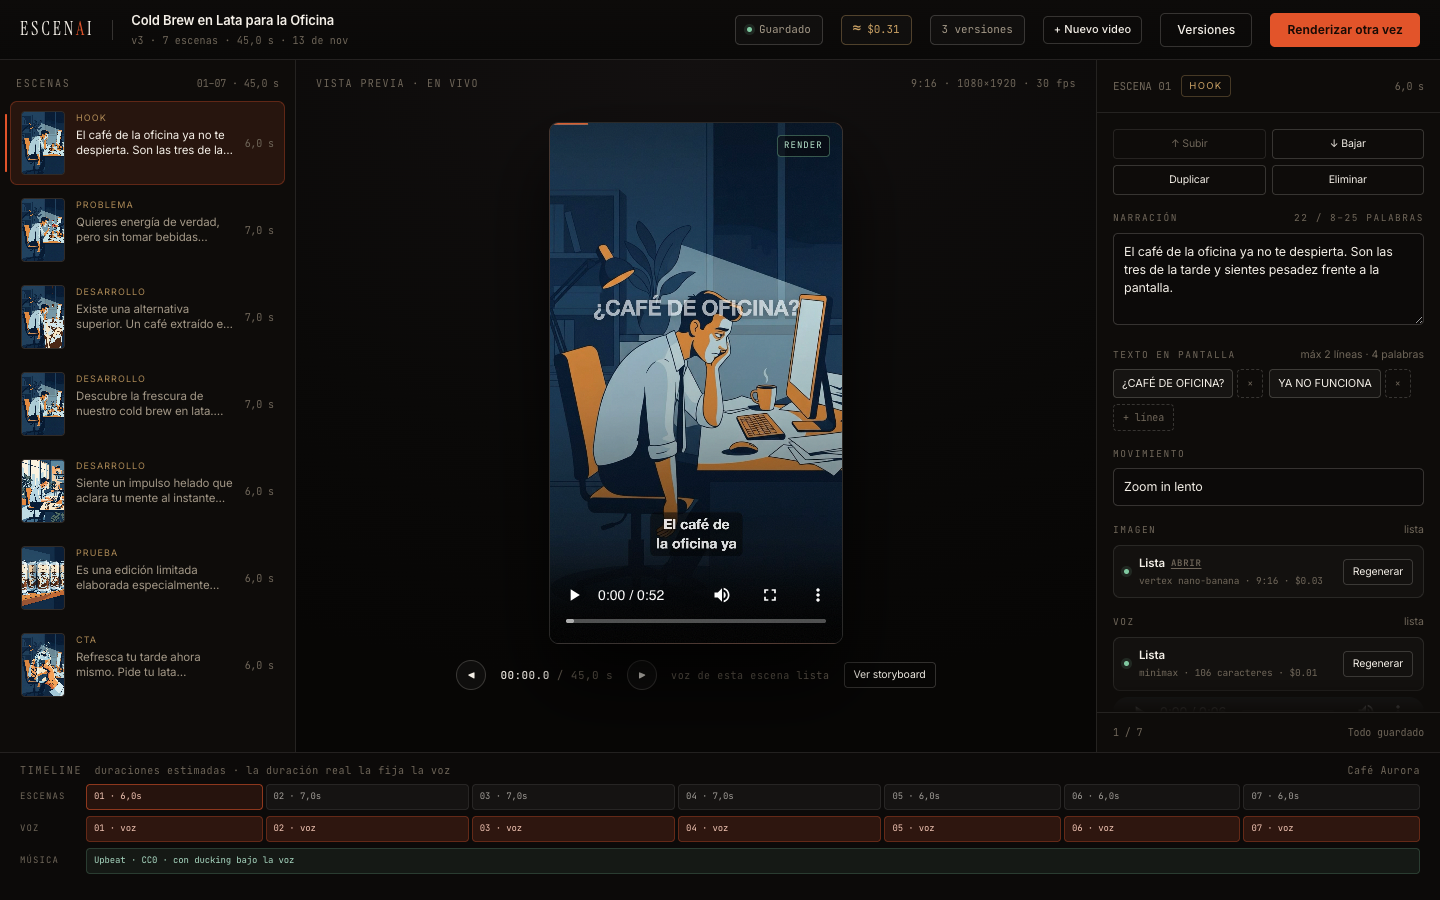 ESCENAI
Cold Brew en Lata para la Oficina
v3 · 7 escenas · 45,0 s · 13 de nov
Guardado
≈ $0.31
3 versiones
+ Nuevo video
Versiones
Renderizar otra vez
ESCENAS
01–07 · 45,0 s
HOOK
El café de la oficina ya no te
despierta. Son las tres de la...
6,0 s
PROBLEMA
Quieres energía de verdad,
pero sin tomar bebidas...
7,0 s
DESARROLLO
Existe una alternativa
superior. Un café extraído e...
7,0 s
DESARROLLO
Descubre la frescura de
nuestro cold brew en lata....
7,0 s
DESARROLLO
Siente un impulso helado que
aclara tu mente al instante...
6,0 s
PRUEBA
Es una edición limitada
elaborada especialmente...
6,0 s
CTA
Refresca tu tarde ahora
mismo. Pide tu lata...
6,0 s
VISTA PREVIA · EN VIVO
9:16 · 1080×1920 · 30 fps
RENDER
¿CAFÉ DE OFICINA?
El café de
la oficina ya
0:00 / 0:52
00:00.0 / 45,0 s
voz de esta escena lista
Ver storyboard
ESCENA 01
HOOK
6,0 s
↑ Subir
↓ Bajar
Duplicar
Eliminar
NARRACIÓN
22 / 8–25 PALABRAS
El café de la oficina ya no te despierta. Son las
tres de la tarde y sientes pesadez frente a la
pantalla.
TEXTO EN PANTALLA
máx 2 líneas · 4 palabras
¿CAFÉ DE OFICINA?
×
YA NO FUNCIONA
×
+ línea
MOVIMIENTO
Zoom in lento
IMAGEN
lista
Lista ABRIR
vertex nano-banana · 9:16 · $0.03
Regenerar
VOZ
lista
Lista
minimax · 106 caracteres · $0.01
Regenerar
1 / 7
Todo guardado
TIMELINE
duraciones estimadas · la duración real la fija la voz
Café Aurora
ESCENAS
01 · 6,0s
02 · 7,0s
03 · 7,0s
04 · 7,0s
05 · 6,0s
06 · 6,0s
07 · 6,0s
VOZ
01 · voz
02 · voz
03 · voz
04 · voz
05 · voz
06 · voz
07 · voz
MÚSICA
Upbeat · CC0 · con ducking bajo la voz